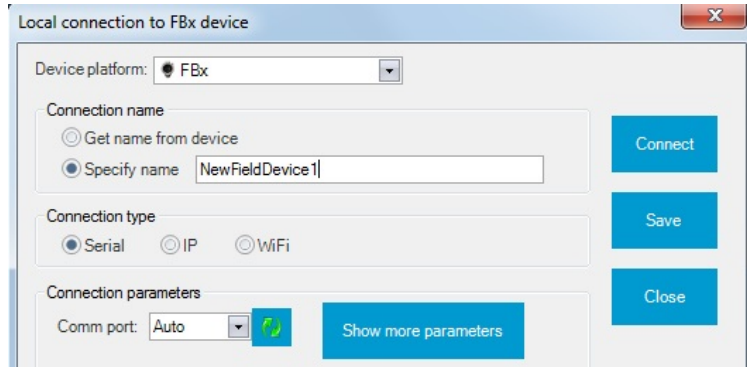 Local connection to FBx device
Device platform: FBx
Connection name
Get name from device
Specify name NewFieldDevice1
Connect
Connection type
Serial IP WiFi
Save
Connection parameters
Comm port: Auto Show more parameters
Close